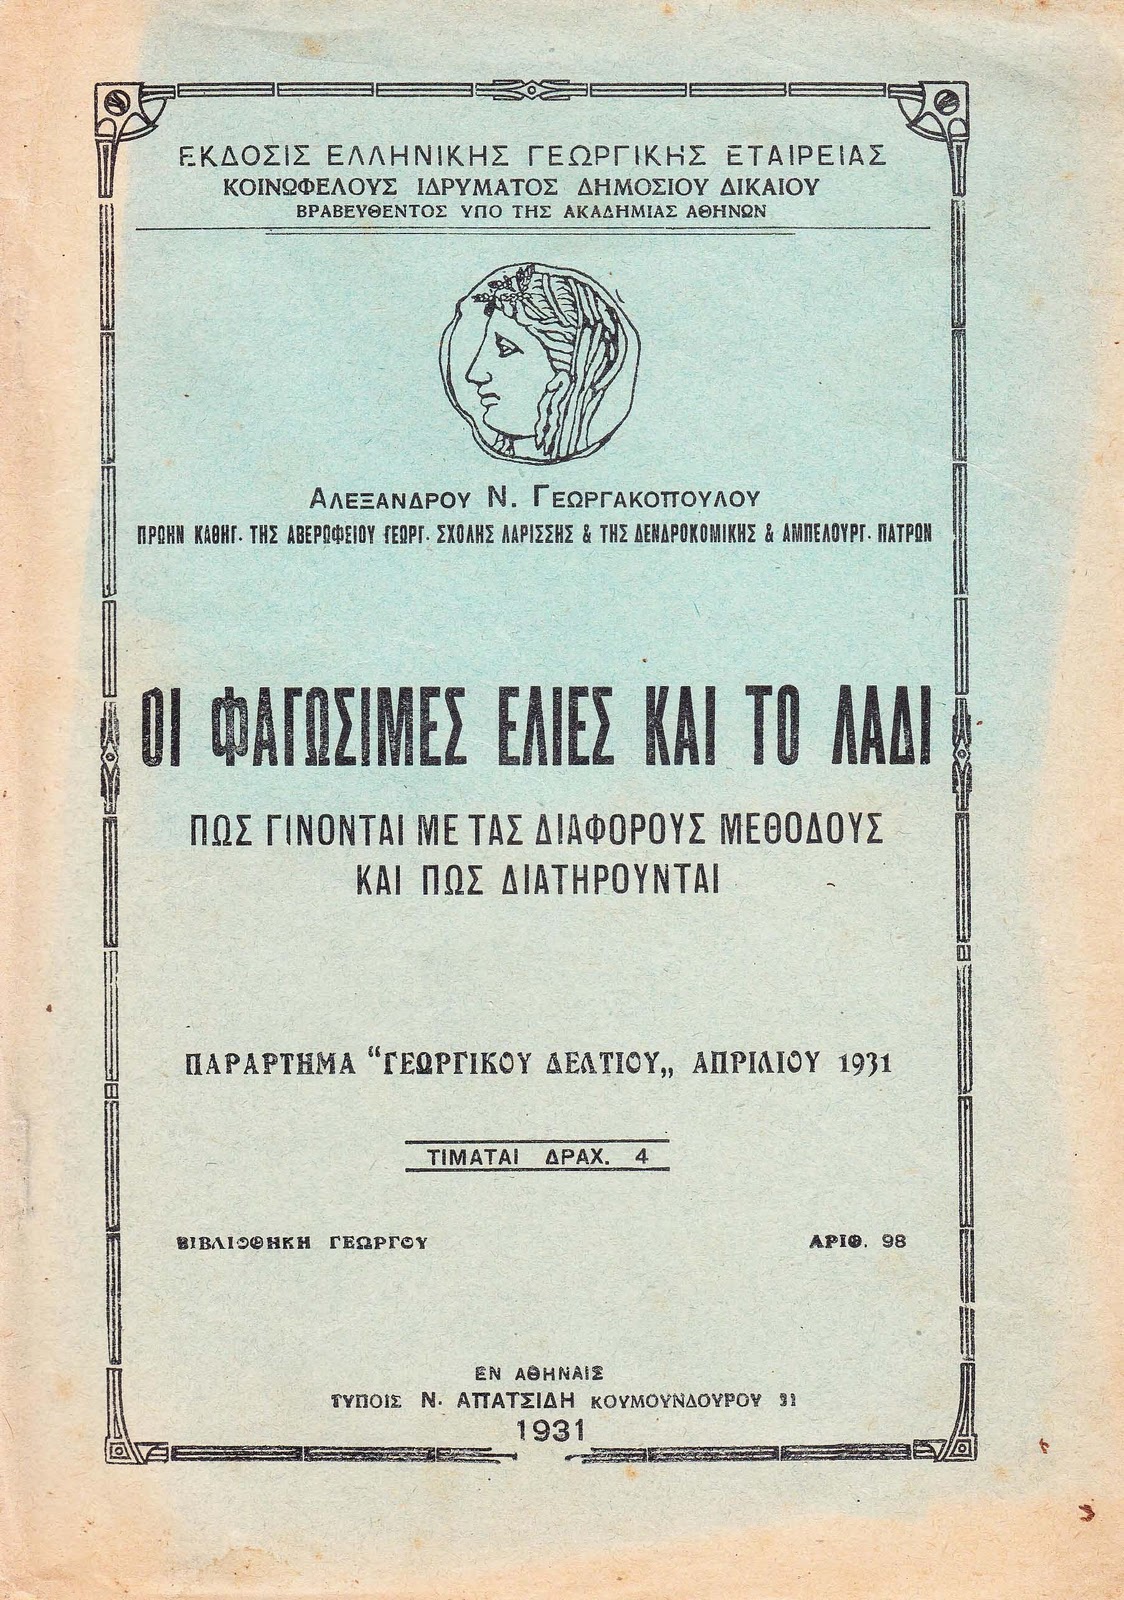 ΕΚΔΟΣΙΣ ΕΛΛΗΝΙΚΗΣ ΓΕΩΡΓΙΚΗΣ ΕΤΑΙΡΕΙΑΣ
ΚΟΙΝΩΦΕΛΟΥΣ ΙΔΡΥΜΑΤΟΣ ΔΗΜΟΣΙΟΥ ΔΙΚΑΙΟΥ
ΒΡΑΒΕΥΘΕΝΤΟΣ ΥΠΟ ΤΗΣ ΑΚΑΔΗΜΙΑΣ ΑΘΗΝΩΝ
ΑΛΕΞΑΝΔΡΟΥ Ν. ΓΕΩΡΓΑΚΟΠΟΥΛΟΥ
ΠΡΩΗΝ ΚΑΘΗΓ. ΤΗΣ ΑΒΕΡΩΦΕΙΟΥ ΓΕΩΡΓ. ΣΧΟΛΗΣ ΛΑΡΙΣΣΗΣ & ΤΗΣ ΔΕΝΔΡΟΚΟΜΙΚΗΣ & ΑΜΠΕΛΟΥΡΓ. ΠΑΤΡΩΝ
ΟΙ ΦΑΓΩΣΙΜΕΣ ΕΛΙΕΣ ΚΑΙ ΤΟ ΛΑΔΙ
ΠΩΣ ΓΙΝΟΝΤΑΙ ΜΕ ΤΑΣ ΔΙΑΦΟΡΟΥΣ ΜΕΘΟΔΟΥΣ
ΚΑΙ ΠΩΣ ΔΙΑΤΗΡΟΥΝΤΑΙ
ΠΑΡΑΡΤΗΜΑ “ΓΕΩΡΓΙΚΟΥ ΔΕΛΤΙΟΥ„ ΑΠΡΙΛΙΟΥ 1931
ΤΙΜΑΤΑΙ ΔΡΑΧ. 4
ΒΙΒΛΙΟΘΗΚΗ ΓΕΩΡΓΟΥ ΑΡΙΘ. 98
ΕΝ ΑΘΗΝΑΙΣ
ΤΥΠΟΙΣ Ν. ΑΠΑΤΣΙΔΗ ΚΟΥΜΟΥΝΔΟΥΡΟΥ 31
1931